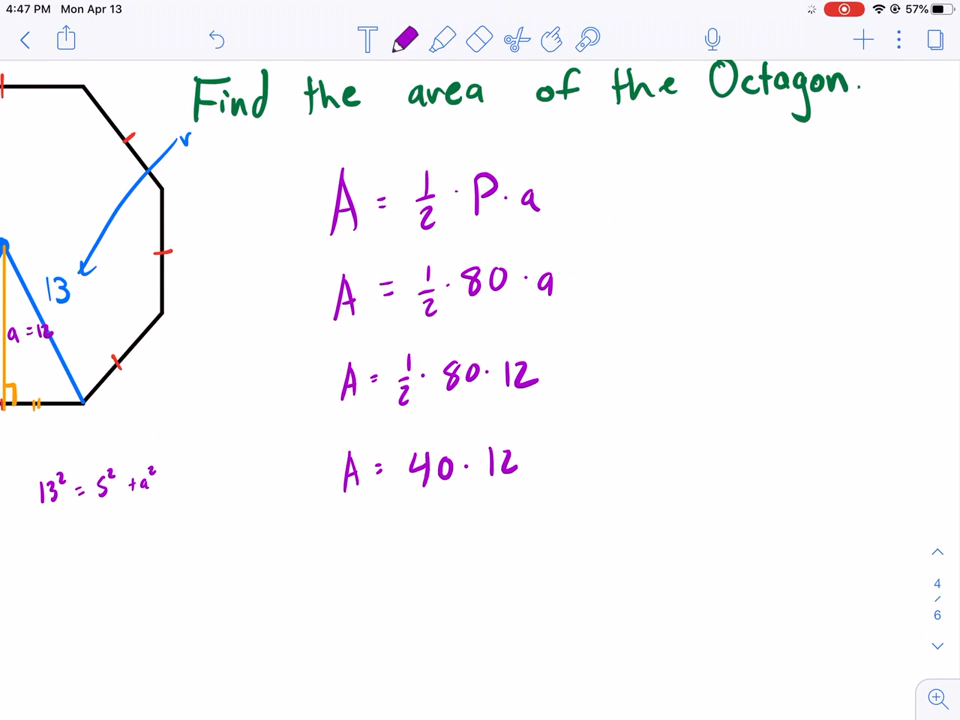 4:47 PM Mon Apr 13
57%
T
Find the area of the Octagon.
r
A = 1/2 · P · a
13
A = 1/2 · 80 · a
a = 12
A = 1/2 · 80 · 12
A = 40 · 12
13² = 5² + a²
4
/
6